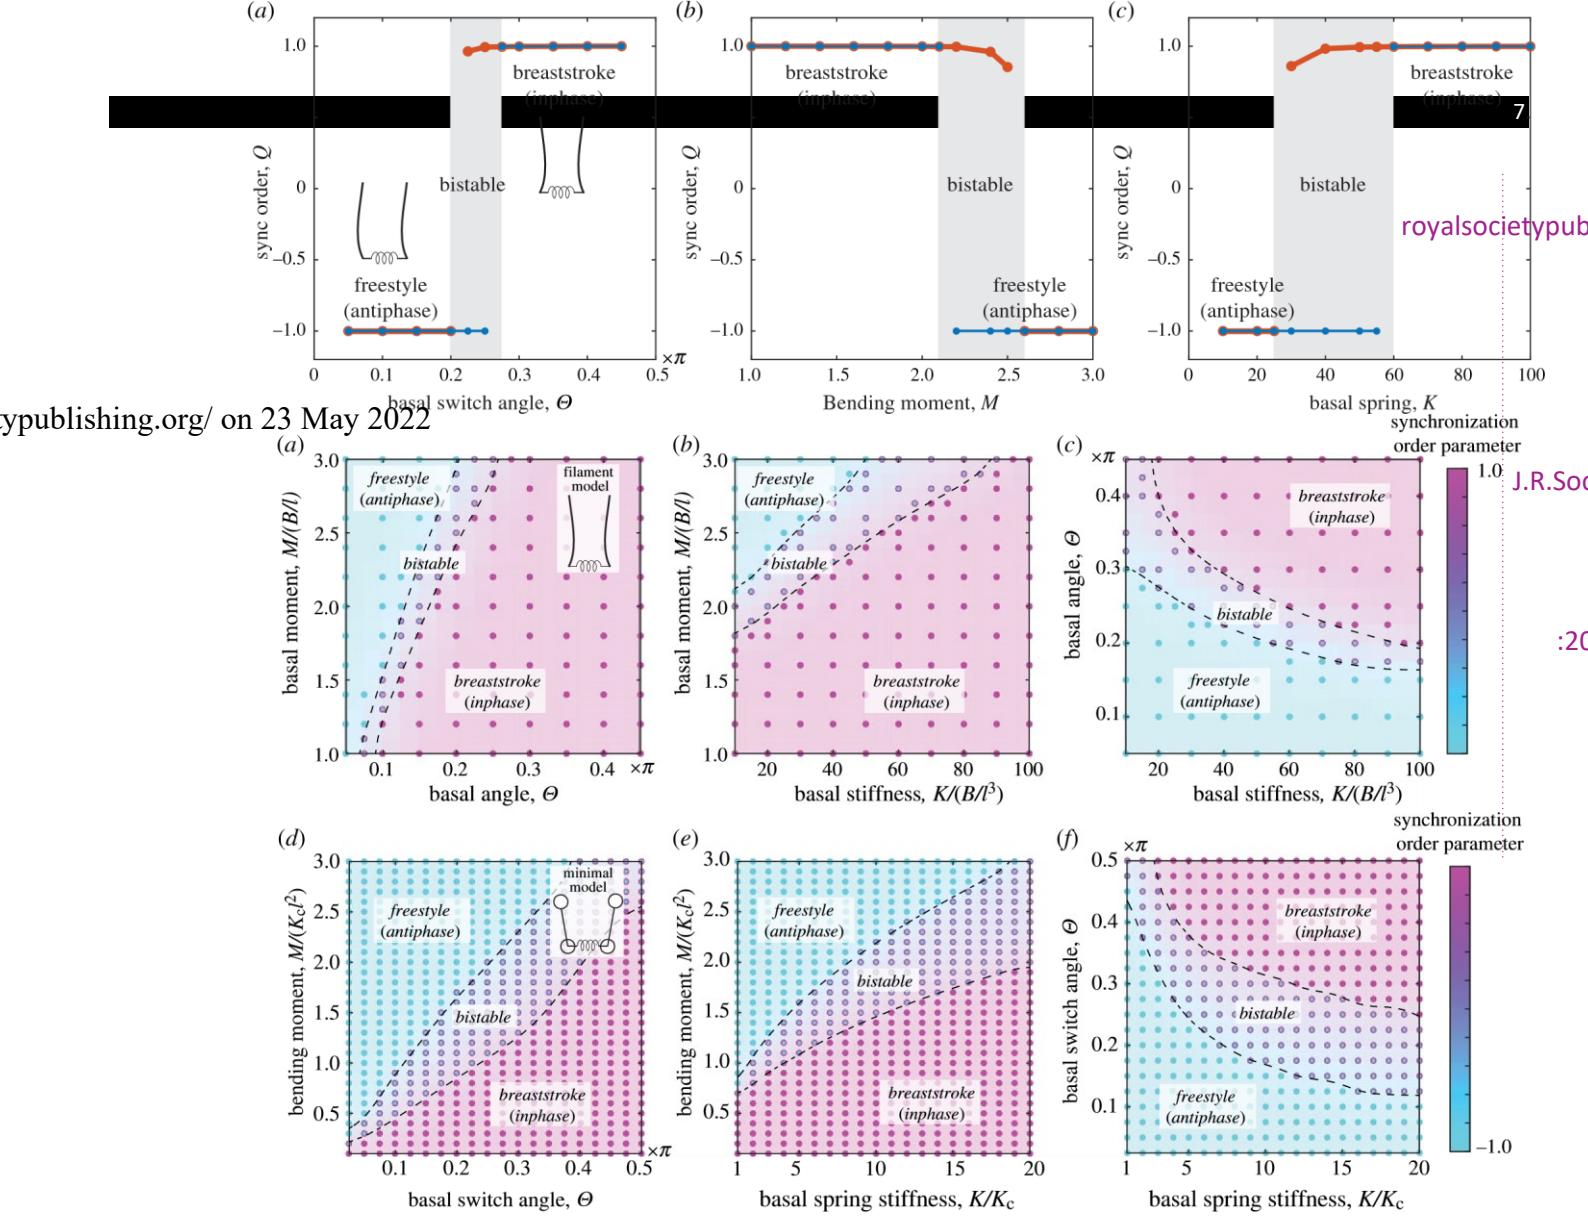 (a)
(b)
(c)
1.0
breaststroke
(inphase)
sync order, Q
0
bistable
–0.5
freestyle
(antiphase)
–1.0
0
0.1
0.2
0.3
0.4
0.5
×π
basal switch angle, Θ
1.0
breaststroke
(inphase)
sync order, Q
0
bistable
–0.5
freestyle
(antiphase)
–1.0
1.0
1.5
2.0
2.5
3.0
Bending moment, M
1.0
breaststroke
(inphase)
7
sync order, Q
0
bistable
royalsocietypub
–0.5
freestyle
(antiphase)
–1.0
0
20
40
60
80
100
basal spring, K
typublishing.org/ on 23 May 2022
synchronization
order parameter
1.0
J.R.Soc
:20
(a)
3.0
2.5
2.0
1.5
1.0
basal moment, M/(B/l)
freestyle
(antiphase)
filament
model
bistable
breaststroke
(inphase)
0.1
0.2
0.3
0.4
×π
basal angle, Θ
(b)
3.0
2.5
2.0
1.5
1.0
basal moment, M/(B/l)
freestyle
(antiphase)
bistable
breaststroke
(inphase)
20
40
60
80
100
basal stiffness, K/(B/l³)
(c)
×π
0.4
0.3
0.2
0.1
basal angle, Θ
breaststroke
(inphase)
bistable
freestyle
(antiphase)
20
40
60
80
100
basal stiffness, K/(B/l³)
synchronization
order parameter
–1.0
(d)
3.0
2.5
2.0
1.5
1.0
0.5
bending moment, M/(Kcl²)
freestyle
(antiphase)
minimal
model
bistable
breaststroke
(inphase)
0.1
0.2
0.3
0.4
0.5
×π
basal switch angle, Θ
(e)
3.0
2.5
2.0
1.5
1.0
0.5
bending moment, M/(Kcl²)
freestyle
(antiphase)
bistable
breaststroke
(inphase)
1
5
10
15
20
basal spring stiffness, K/Kc
(f)
×π
0.5
0.4
0.3
0.2
0.1
basal switch angle, Θ
breaststroke
(inphase)
bistable
freestyle
(antiphase)
1
5
10
15
20
basal spring stiffness, K/Kc